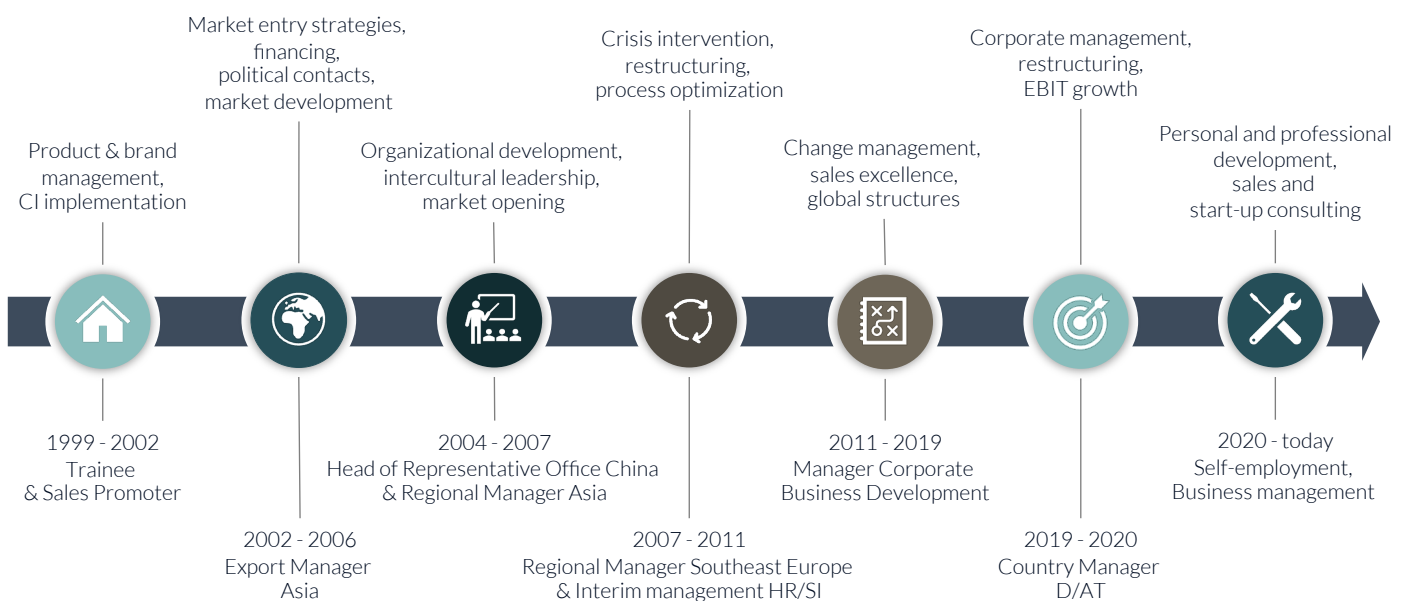 Product & brand
management,
CI implementation
Market entry strategies,
financing,
political contacts,
market development
Organizational development,
intercultural leadership,
market opening
Crisis intervention,
restructuring,
process optimization
Change management,
sales excellence,
global structures
Corporate management,
restructuring,
EBIT growth
Personal and professional
development,
sales and
start-up consulting
1999 - 2002
Trainee
& Sales Promoter
2002 - 2006
Export Manager
Asia
2004 - 2007
Head of Representative Office China
& Regional Manager Asia
2007 - 2011
Regional Manager Southeast Europe
& Interim management HR/SI
2011 - 2019
Manager Corporate
Business Development
2019 - 2020
Country Manager
D/AT
2020 - today
Self-employment,
Business management